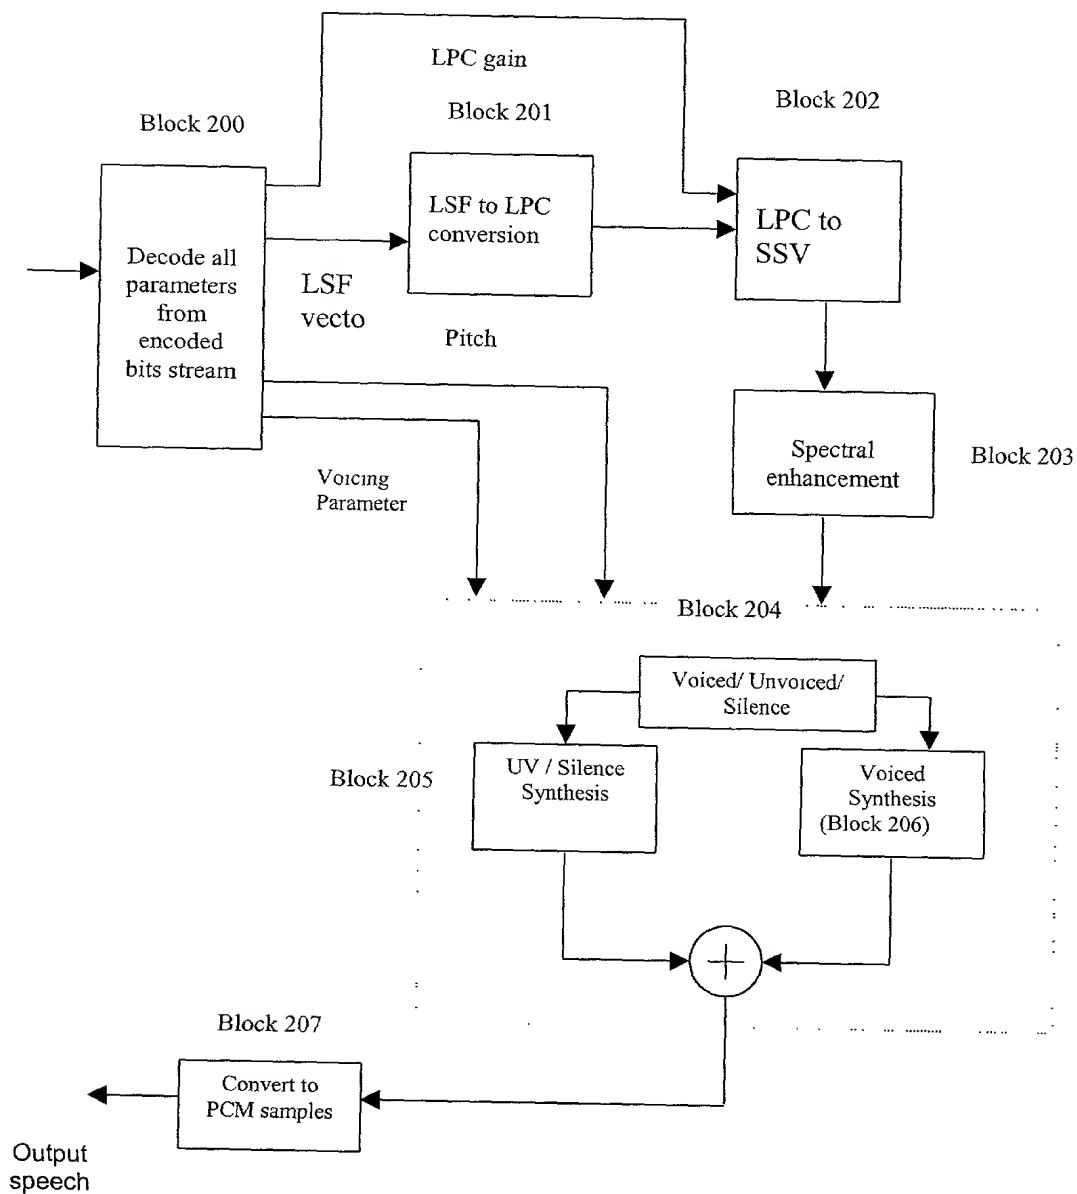 LPC gain
Block 202
Block 201
Block 200
LSF to LPC
conversion
LPC to
SSV
Decode all
parameters
from
encoded
bits stream
LSF
vecto
Pitch
Spectral
enhancement
Block 203
Voicing
Parameter
Block 204
Voiced/ Unvoiced/
Silence
Block 205
UV / Silence
Synthesis
Voiced
Synthesis
(Block 206)
Block 207
Convert to
PCM samples
Output
speech